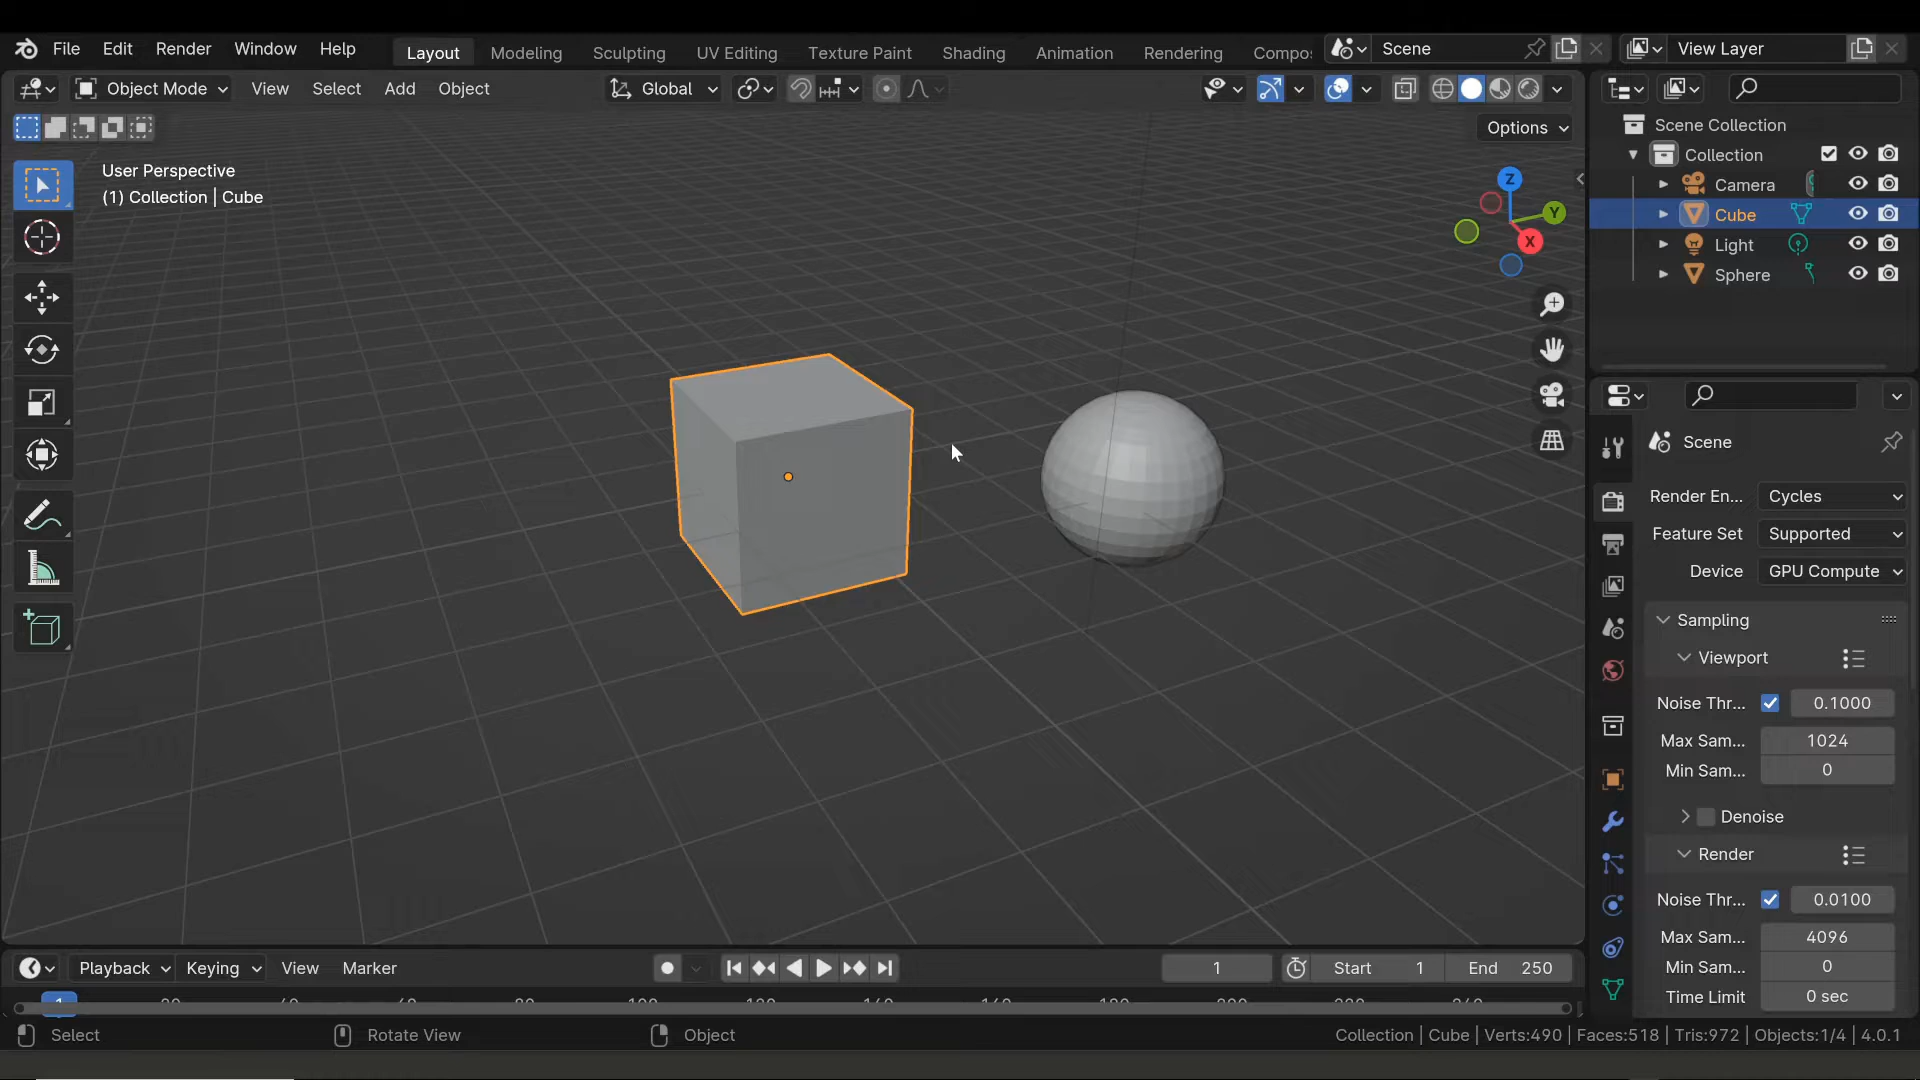 File Edit Render Window Help Layout Modeling Sculpting UV Editing Texture Paint Shading Animation Rendering Compo Scene View Layer
Object Mode View Select Add Object Global
Options
User Perspective
(1) Collection | Cube
Z
Y
X
Scene Collection
Collection
Camera
Cube
Light
Sphere
Scene
Render En... Cycles
Feature Set Supported
Device GPU Compute
Sampling
Viewport
Noise Thr... 0.1000
Max Sam... 1024
Min Sam... 0
Denoise
Render
Noise Thr... 0.0100
Max Sam... 4096
Min Sam... 0
Time Limit 0 sec
Playback Keying View Marker 1 Start 1 End 250
Select Rotate View Object Collection | Cube | Verts:490 | Faces:518 | Tris:972 | Objects:1/4 | 4.0.1